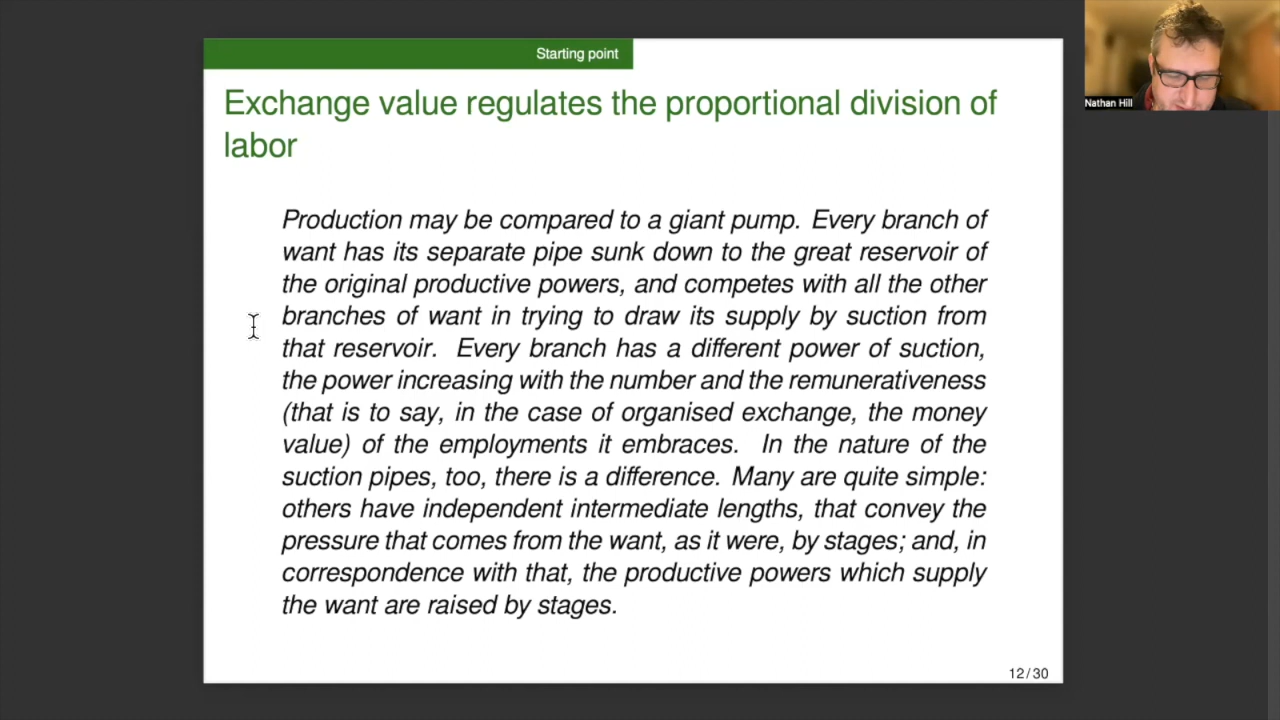 Starting point
Exchange value regulates the proportional division of
labor
Production may be compared to a giant pump. Every branch of
want has its separate pipe sunk down to the great reservoir of
the original productive powers, and competes with all the other
branches of want in trying to draw its supply by suction from
that reservoir. Every branch has a different power of suction,
the power increasing with the number and the remunerativeness
(that is to say, in the case of organised exchange, the money
value) of the employments it embraces. In the nature of the
suction pipes, too, there is a difference. Many are quite simple:
others have independent intermediate lengths, that convey the
pressure that comes from the want, as it were, by stages; and, in
correspondence with that, the productive powers which supply
the want are raised by stages.
12 / 30
Nathan Hill